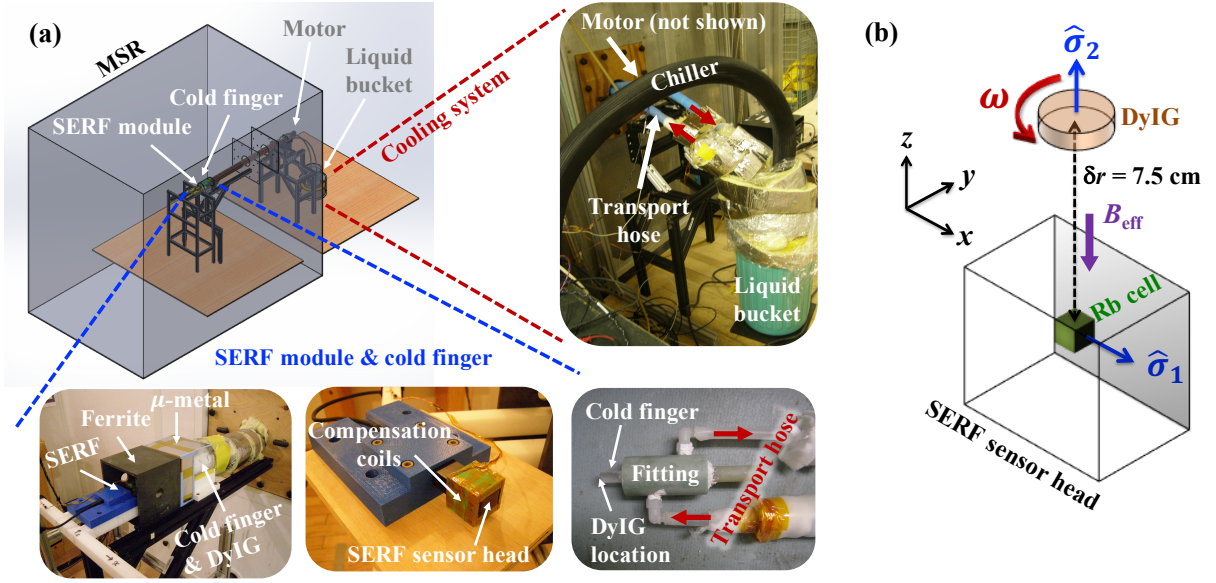 (a)
MSR
Motor
Liquid
bucket
Cold finger
SERF module
Cooling system
SERF module & cold finger
Motor (not shown)
Chiller
Transport
hose
Liquid
bucket
μ-metal
Ferrite
SERF
Cold finger
& DyIG
Compensation
coils
SERF sensor head
Cold finger
Fitting
Transport hose
DyIG
location
(b)
σ̂₂
ω
DyIG
z
y
x
δr = 7.5 cm
B_eff
Rb cell
σ̂₁
SERF sensor head